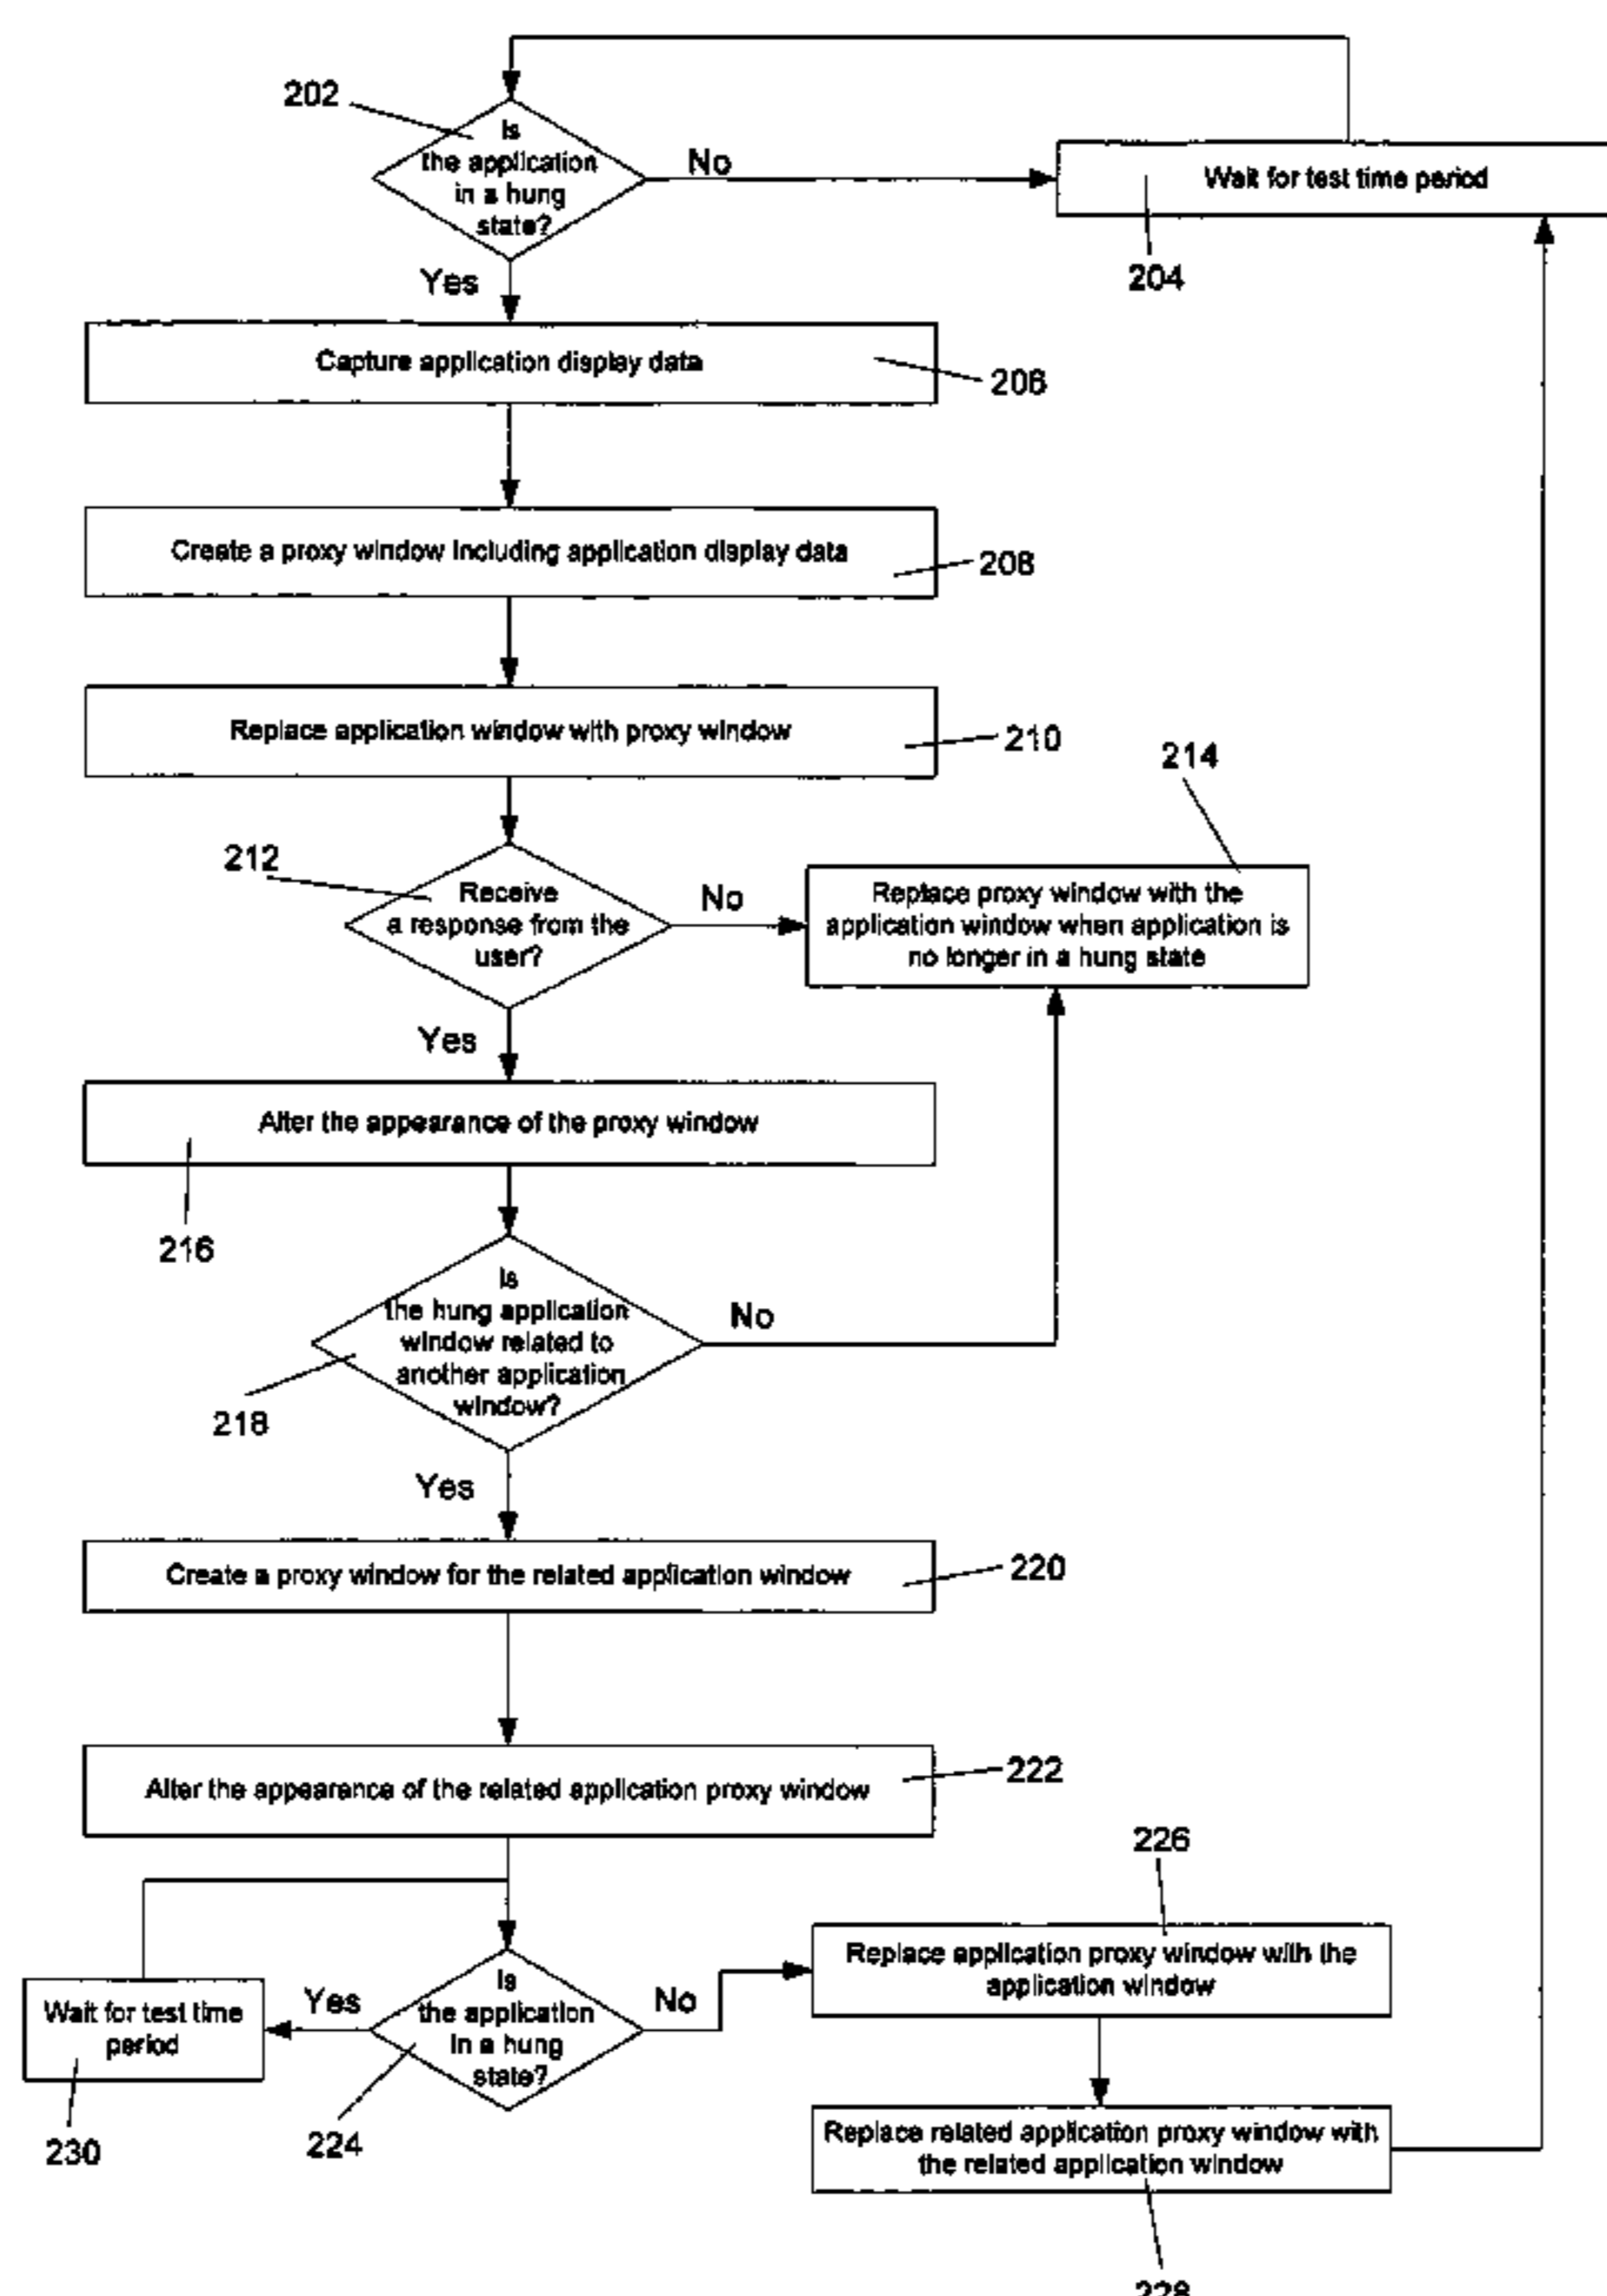 202
Is
the application
in a hung
state?
No
Wait for test time period
204
Yes
Capture application display data
206
Create a proxy window including application display data
208
Replace application window with proxy window
210
214
212
Receive
a response from the
user?
No
Replace proxy window with the
application window when application is
no longer in a hung state
Yes
Alter the appearance of the proxy window
216
Is
the hung application
window related to
another application
window?
No
218
Yes
Create a proxy window for the related application window
220
Alter the appearance of the related application proxy window
222
226
Replace application proxy window with the
application window
Wait for test time
period
Yes
Is
the application
in a hung
state?
No
230
224
Replace related application proxy window with
the related application window
228